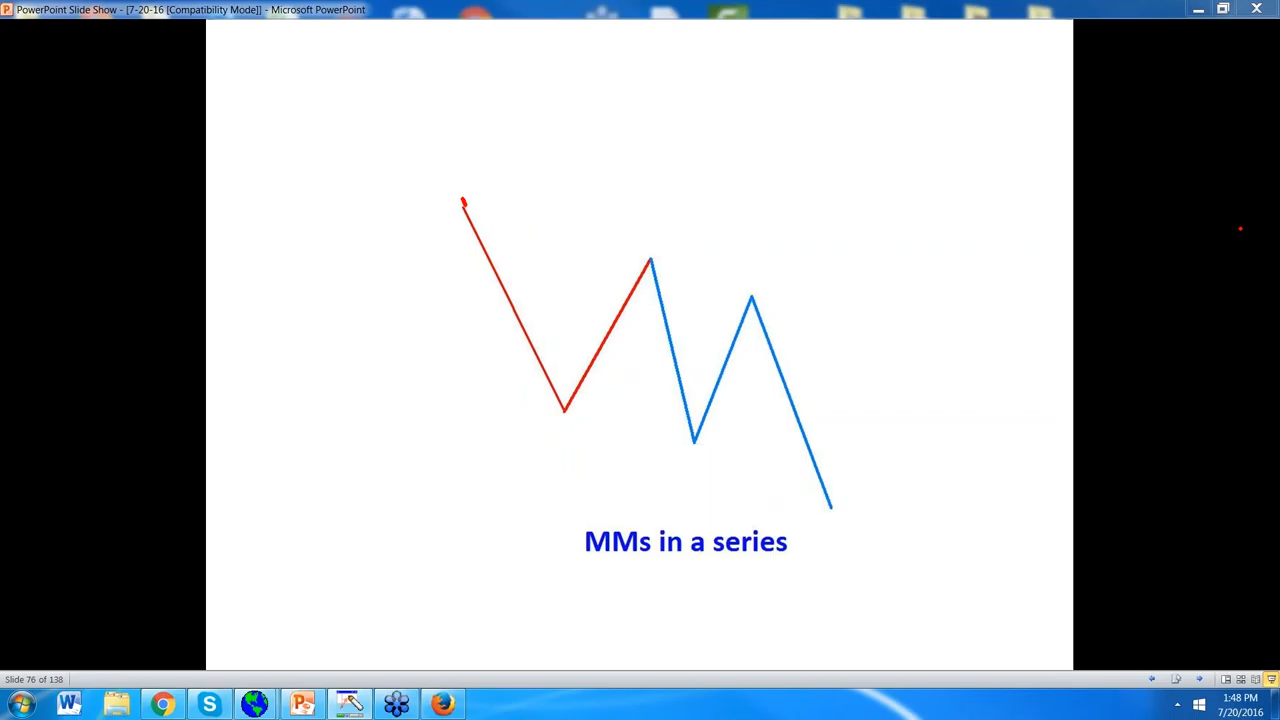 PowerPoint Slide Show - [7-20-16 [Compatibility Mode]] - Microsoft PowerPoint
MMs in a series
Slide 76 of 138
1:48 PM
7/20/2016